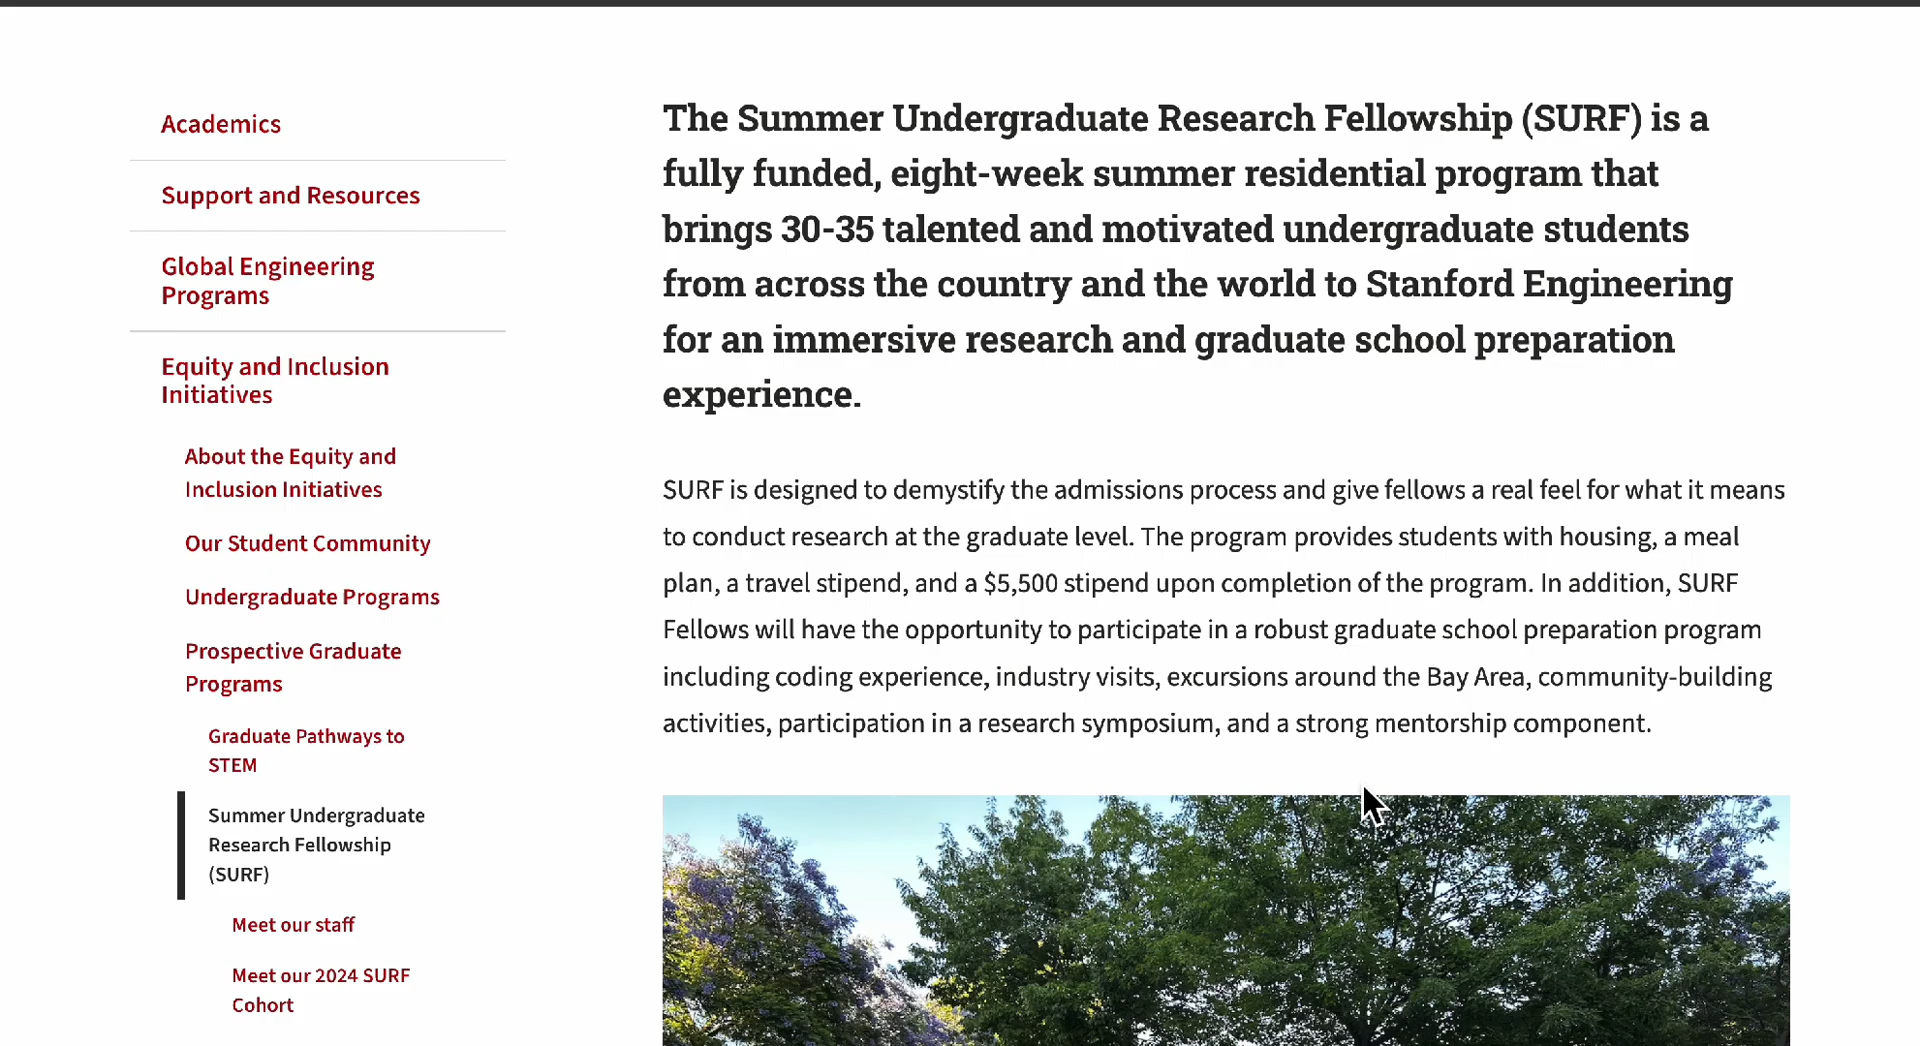 Academics
Support and Resources
Global Engineering
Programs
Equity and Inclusion
Initiatives
About the Equity and
Inclusion Initiatives
Our Student Community
Undergraduate Programs
Prospective Graduate
Programs
Graduate Pathways to
STEM
Summer Undergraduate
Research Fellowship
(SURF)
Meet our staff
Meet our 2024 SURF
Cohort
The Summer Undergraduate Research Fellowship (SURF) is a
fully funded, eight-week summer residential program that
brings 30-35 talented and motivated undergraduate students
from across the country and the world to Stanford Engineering
for an immersive research and graduate school preparation
experience.
SURF is designed to demystify the admissions process and give fellows a real feel for what it means
to conduct research at the graduate level. The program provides students with housing, a meal
plan, a travel stipend, and a $5,500 stipend upon completion of the program. In addition, SURF
Fellows will have the opportunity to participate in a robust graduate school preparation program
including coding experience, industry visits, excursions around the Bay Area, community-building
activities, participation in a research symposium, and a strong mentorship component.